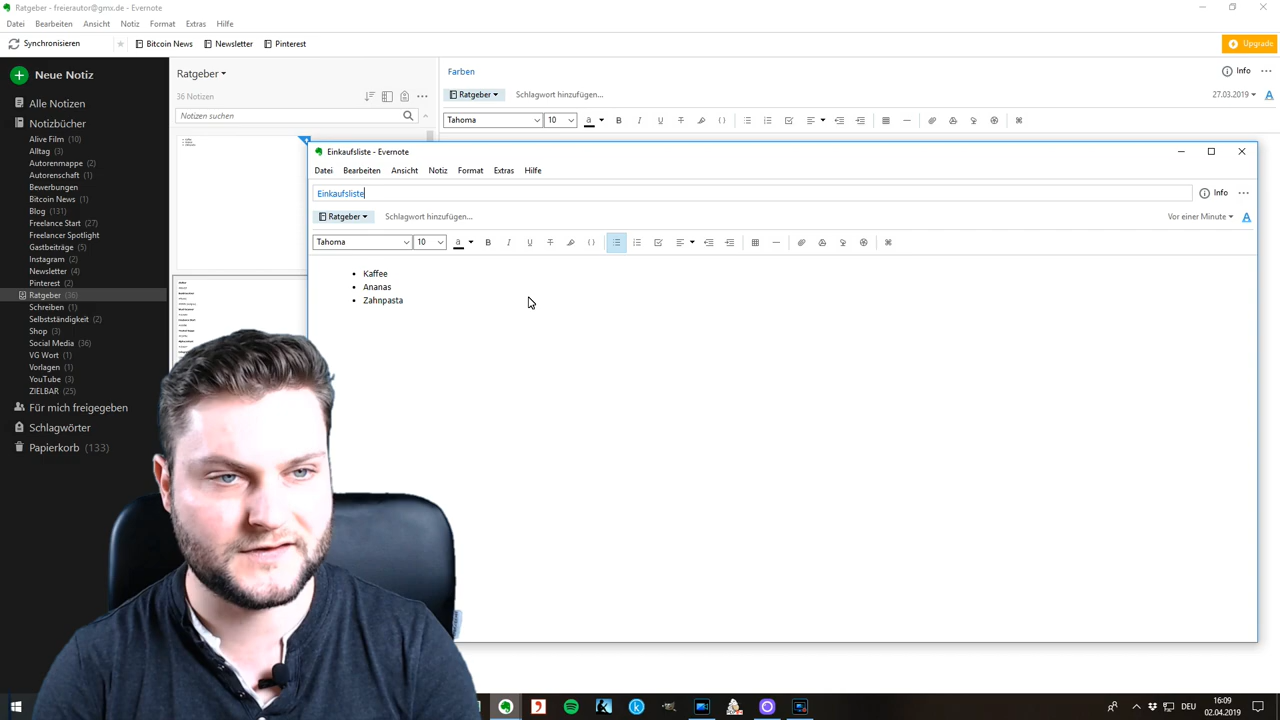 Ratgeber - freierautor@gmx.de - Evernote
Datei Bearbeiten Ansicht Notiz Format Extras Hilfe
Synchronisieren Bitcoin News Newsletter Pinterest Upgrade
Neue Notiz
Alle Notizen
Notizbücher
Alive Film (10)
Alltag (3)
Autorenmappe (2)
Autorenschaft (1)
Bewerbungen
Bitcoin News (1)
Blog (131)
Freelance Start (27)
Freelancer Spotlight
Gastbeiträge (5)
Instagram (2)
Newsletter (4)
Pinterest (2)
Ratgeber (36)
Schreiben (1)
Selbstständigkeit (2)
Shop (3)
Social Media (36)
VG Wort (1)
Vorlagen (1)
YouTube (3)
ZIELBAR (25)
Für mich freigegeben
Schlagwörter
Papierkorb (133)
Ratgeber
36 Notizen
Notizen suchen
Farben Info
Ratgeber Schlagwort hinzufügen... 27.03.2019
Tahoma 10
Einkaufsliste - Evernote
Datei Bearbeiten Ansicht Notiz Format Extras Hilfe
Einkaufsliste Info
Ratgeber Schlagwort hinzufügen... Vor einer Minute
Tahoma 10
• Kaffee
• Ananas
• Zahnpasta
DEU
16:09
02.04.2019